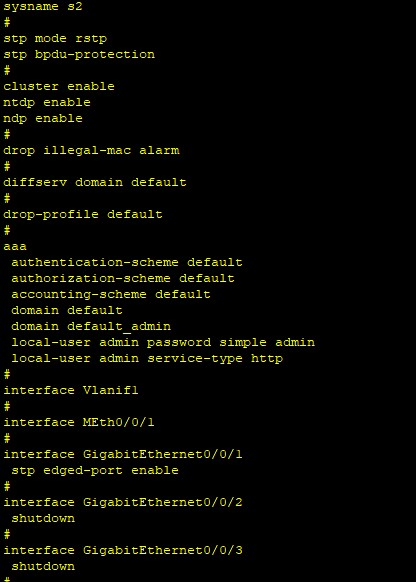 sysname s2
#
stp mode rstp
stp bpdu-protection
#
cluster enable
ntdp enable
ndp enable
#
drop illegal-mac alarm
#
diffserv domain default
#
drop-profile default
#
aaa
 authentication-scheme default
 authorization-scheme default
 accounting-scheme default
 domain default
 domain default_admin
 local-user admin password simple admin
 local-user admin service-type http
#
interface Vlanif1
#
interface MEth0/0/1
#
interface GigabitEthernet0/0/1
 stp edged-port enable
#
interface GigabitEthernet0/0/2
 shutdown
#
interface GigabitEthernet0/0/3
 shutdown
#